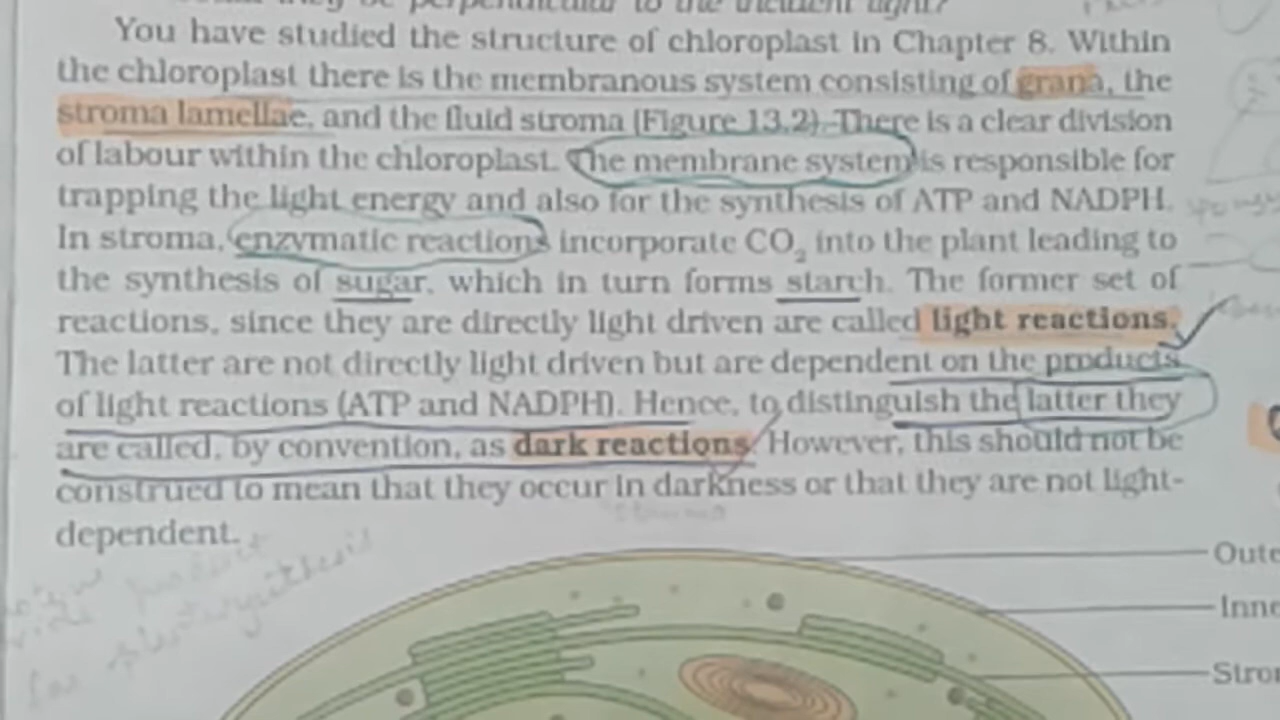 they be perpendicular to the incident light?
You have studied the structure of chloroplast in Chapter 8. Within
the chloroplast there is the membranous system consisting of grana, the
stroma lamellae, and the fluid stroma (Figure 13.2). There is a clear division
of labour within the chloroplast. The membrane system is responsible for
trapping the light energy and also for the synthesis of ATP and NADPH.
In stroma, enzymatic reactions incorporate CO₂ into the plant leading to
the synthesis of sugar, which in turn forms starch. The former set of
reactions, since they are directly light driven are called light reactions.
The latter are not directly light driven but are dependent on the products
of light reactions (ATP and NADPH). Hence, to distinguish the latter they
are called, by convention, as dark reactions. However, this should not be
construed to mean that they occur in darkness or that they are not light-
dependent.
Oute
Inne
Stro